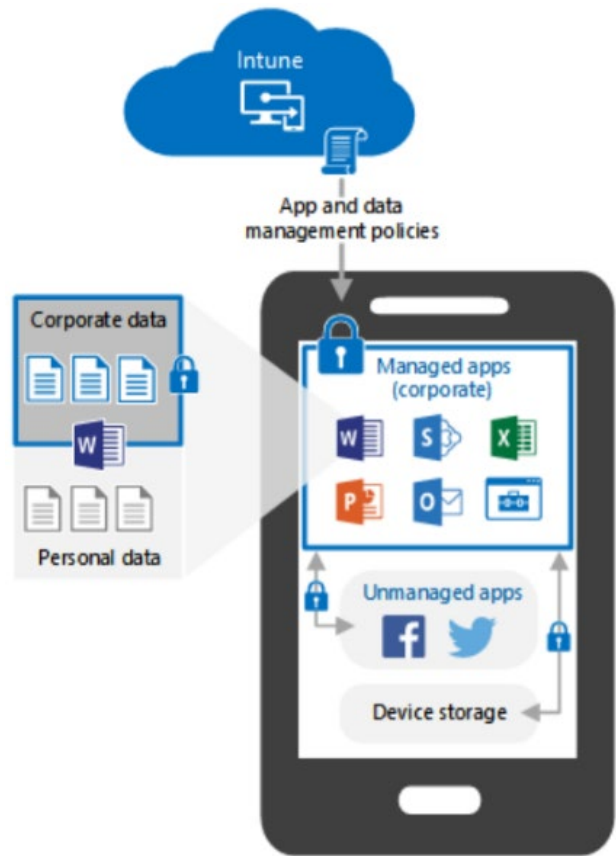 Intune
App and data
management policies
Corporate data
W
Personal data
Managed apps
(corporate)
W S X
P O
Unmanaged apps
f
Device storage